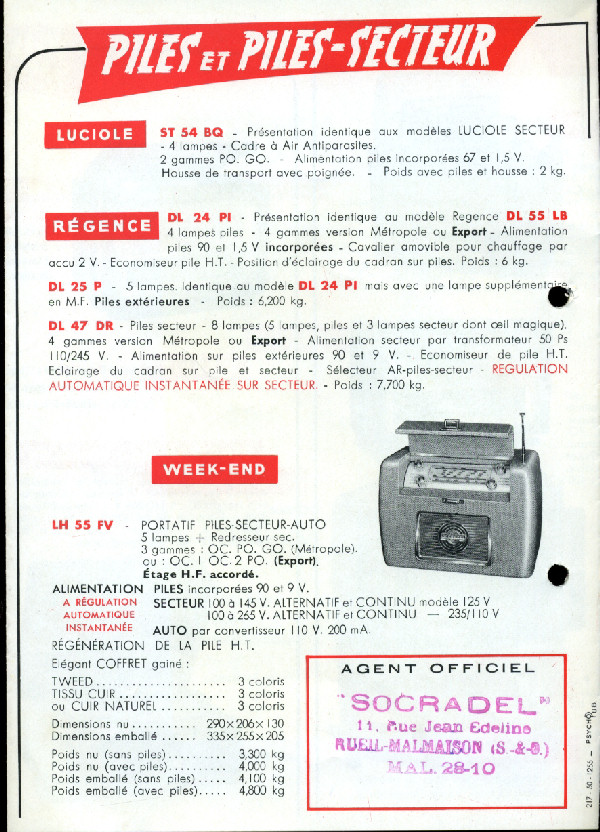 PILES ET PILES-SECTEUR
LUCIOLE
ST 54 BQ - Présentation identique aux modèles LUCIOLE SECTEUR
- 4 lampes - Cadre à Air Antiparasites.
2 gammes PO. GO. - Alimentation piles incorporées 67 et 1,5 V.
Housse de transport avec poignée. - Poids avec piles et housse : 2 kg.
RÉGENCE
DL 24 PI - Présentation identique au modèle Regence DL 55 LB
4 lampes piles - 4 gammes version Métropole ou Export - Alimentation
piles 90 et 1,5 V incorporées - Cavalier amovible pour chauffage par
accu 2 V. - Economiseur pile H.T. - Position d'éclairage du cadran sur piles. Poids : 6 kg.
DL 25 P - 5 lampes. Identique au modèle DL 24 PI mais avec une lampe supplémentaire
en M.F. Piles extérieures - Poids : 6,200 kg.
DL 47 DR - Piles secteur - 8 lampes (5 lampes, piles et 3 lampes secteur dont œil magique).
4 gammes version Métropole ou Export - Alimentation secteur par transformateur 50 Ps
110/245 V. - Alimentation sur piles extérieures 90 et 9 V. - Economiseur de pile H.T.
Eclairage du cadran sur pile et secteur - Sélecteur AR-piles-secteur - REGULATION
AUTOMATIQUE INSTANTANÉE SUR SECTEUR. - Poids : 7,700 kg.
WEEK-END
LH 55 FV - PORTATIF PILES-SECTEUR-AUTO
5 lampes + Redresseur sec.
3 gammes : OC. PO. GO. (Métropole).
ou : OC. 1 OC. 2 PO. (Export).
Étage H.F. accordé.
ALIMENTATION PILES incorporées 90 et 9 V.
A RÉGULATION AUTOMATIQUE INSTANTANÉE
SECTEUR 100 à 145 V. ALTERNATIF et CONTINU modèle 125 V
100 à 265 V. ALTERNATIF et CONTINU — 235/110 V
AUTO par convertisseur 110 V. 200 mA.
RÉGÉNÉRATION DE LA PILE H.T.
Elégant COFFRET gainé :
TWEED ...................... 3 coloris
TISSU CUIR .................. 3 coloris
ou CUIR NATUREL ........... 3 coloris
Dimensions nu ............ 290×206×130
Dimensions emballé ...... 335×255×205
Poids nu (sans piles) .......... 3,300 kg
Poids nu (avec piles) .......... 4,000 kg
Poids emballé (sans piles) ..... 4,100 kg
Poids emballé (avec piles) ..... 4,800 kg
AGENT OFFICIEL
"SOCRADEL"
11, Rue Jean Edeline
RUEIL-MALMAISON (S.-&-O.)
MAL. 28-10